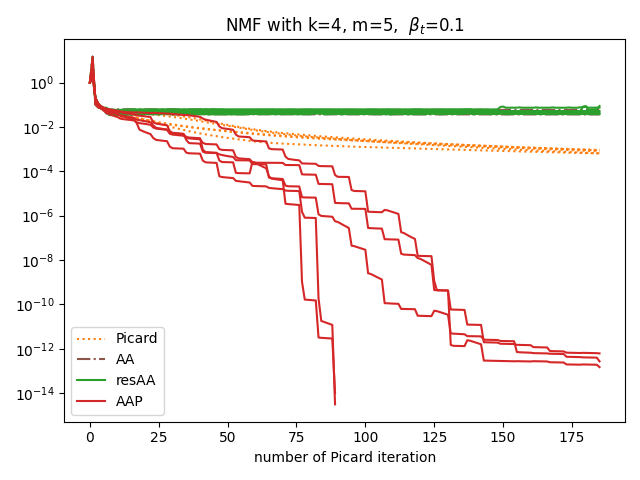 NMF with k=4, m=5, β_t=0.1
10^0
10^-2
10^-4
10^-6
10^-8
10^-10
10^-12
10^-14
Picard
AA
resAA
AAP
0 25 50 75 100 125 150 175
number of Picard iteration